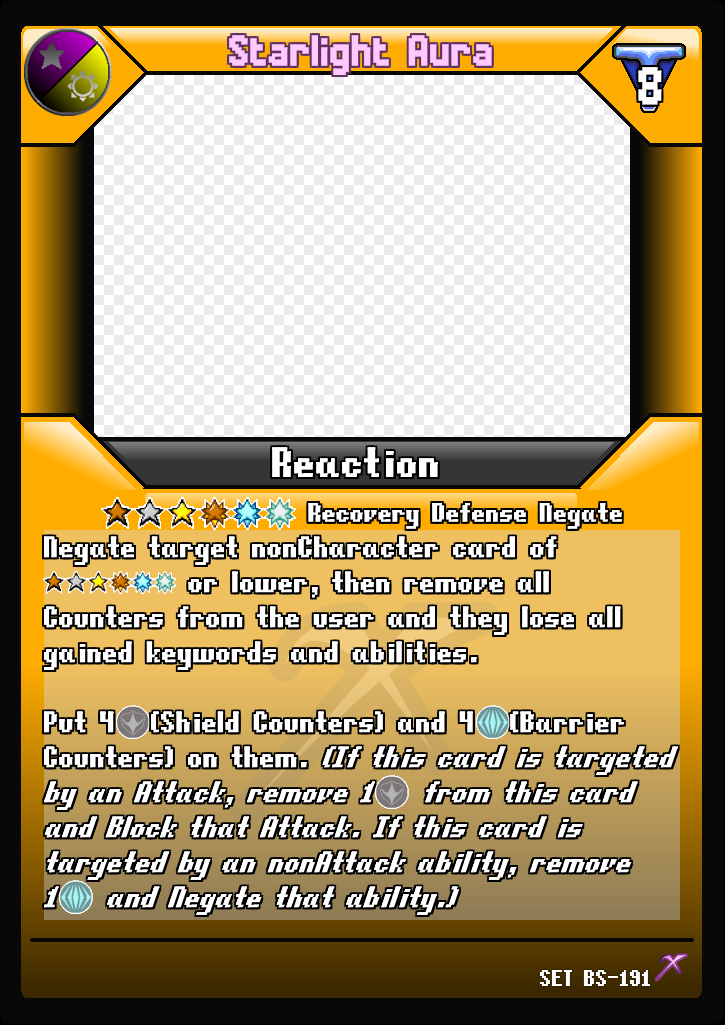 Starlight Aura
8
Reaction
Recovery Defense Negate
Negate target nonCharacter card of
or lower, then remove all
Counters from the user and they lose all
gained keywords and abilities.
Put 4(Shield Counters) and 4(Barrier
Counters) on them. (If this card is targeted
by an Attack, remove 1 from this card
and Block that Attack. If this card is
targeted by an nonAttack ability, remove
1 and Negate that ability.)
SET BS-191